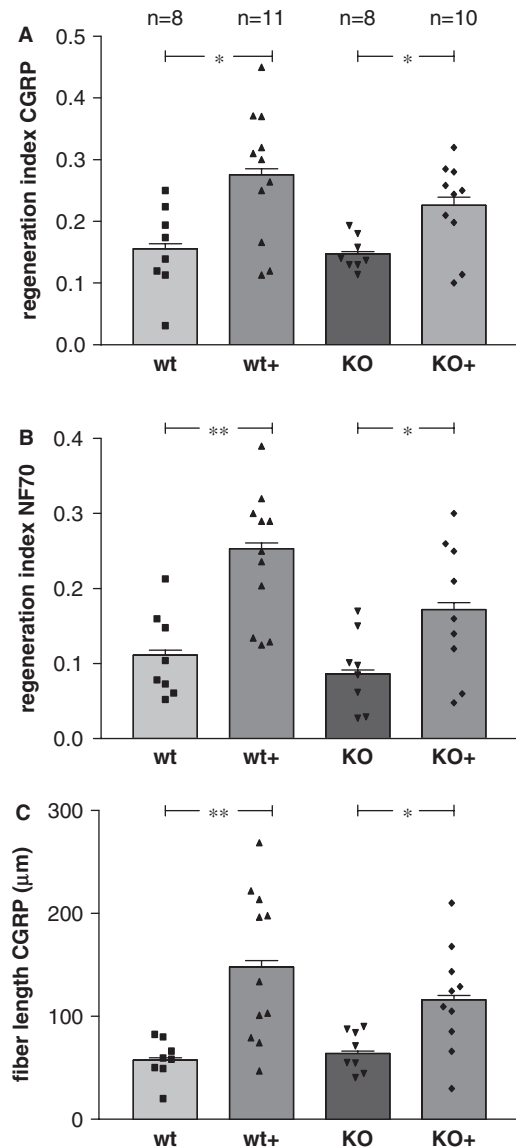 n=8 n=11 n=8 n=10
A
regeneration index CGRP
0.5
0.4
0.3
0.2
0.1
0.0
* *
wt wt+ KO KO+
B
regeneration index NF70
0.4
0.3
0.2
0.1
0.0
** *
wt wt+ KO KO+
C
fiber length CGRP (µm)
300
200
100
0
** *
wt wt+ KO KO+